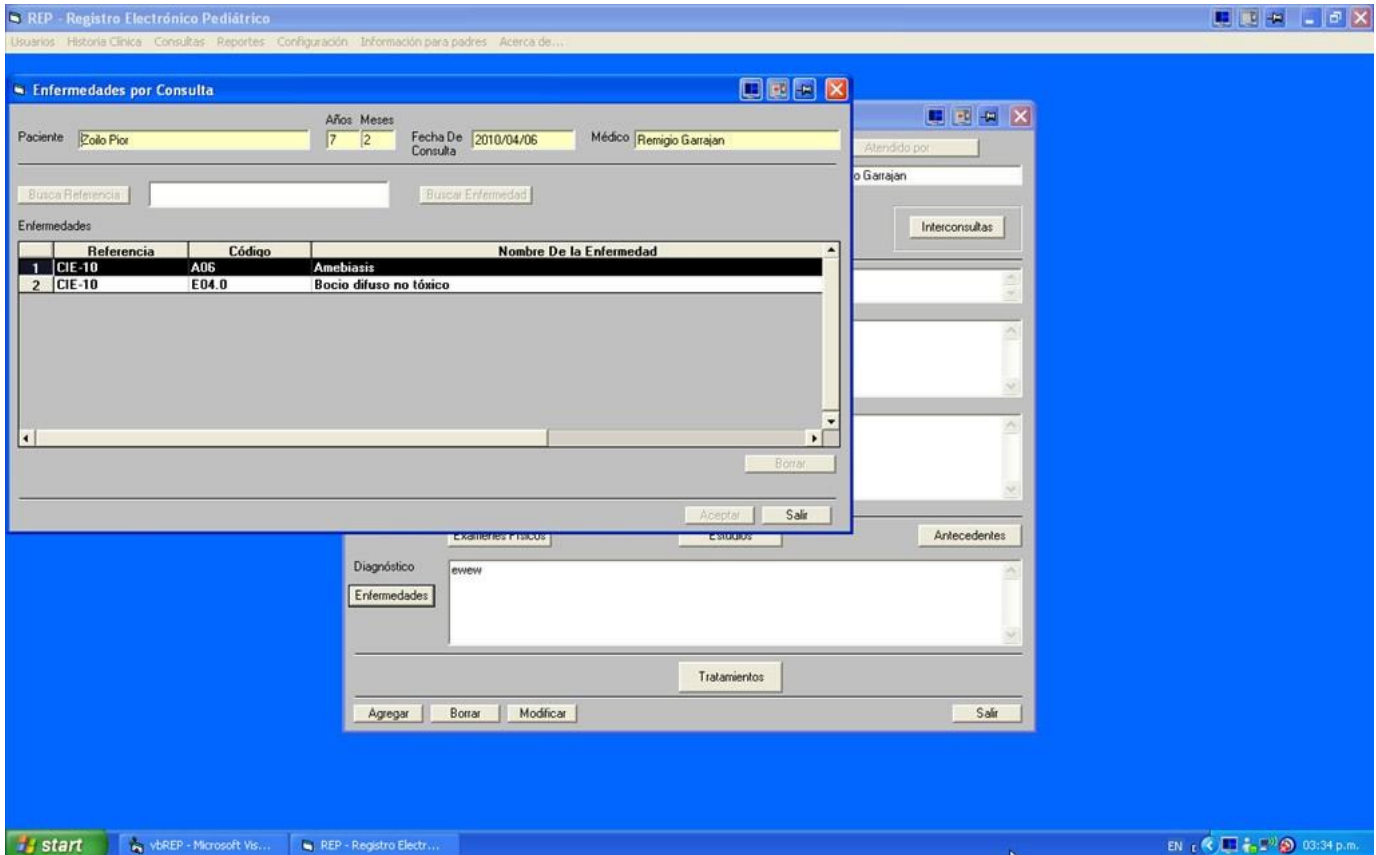 REP - Registro Electrónico Pediátrico
Usuarios Historia Clínica Consultas Reportes Configuración Información para padres Acerca de...
Enfermedades por Consulta
Años Meses
Paciente Zoilo Pior 7 2 Fecha De Consulta 2010/04/06 Médico Remigio Garrajan
Atendido por
o Garrajan
Busca Referencia Buscar Enfermedad
Interconsultas
Enfermedades
Referencia Código Nombre De la Enfermedad
1 CIE-10 A06 Amebiasis
2 CIE-10 E04.0 Bocio difuso no tóxico
Borrar
Aceptar Salir
Exámenes Físicos Estudios Antecedentes
Diagnóstico ewew
Enfermedades
Tratamientos
Agregar Borrar Modificar Salir
start vbREP - Microsoft Vis... REP - Registro Electr... EN 03:34 p.m.